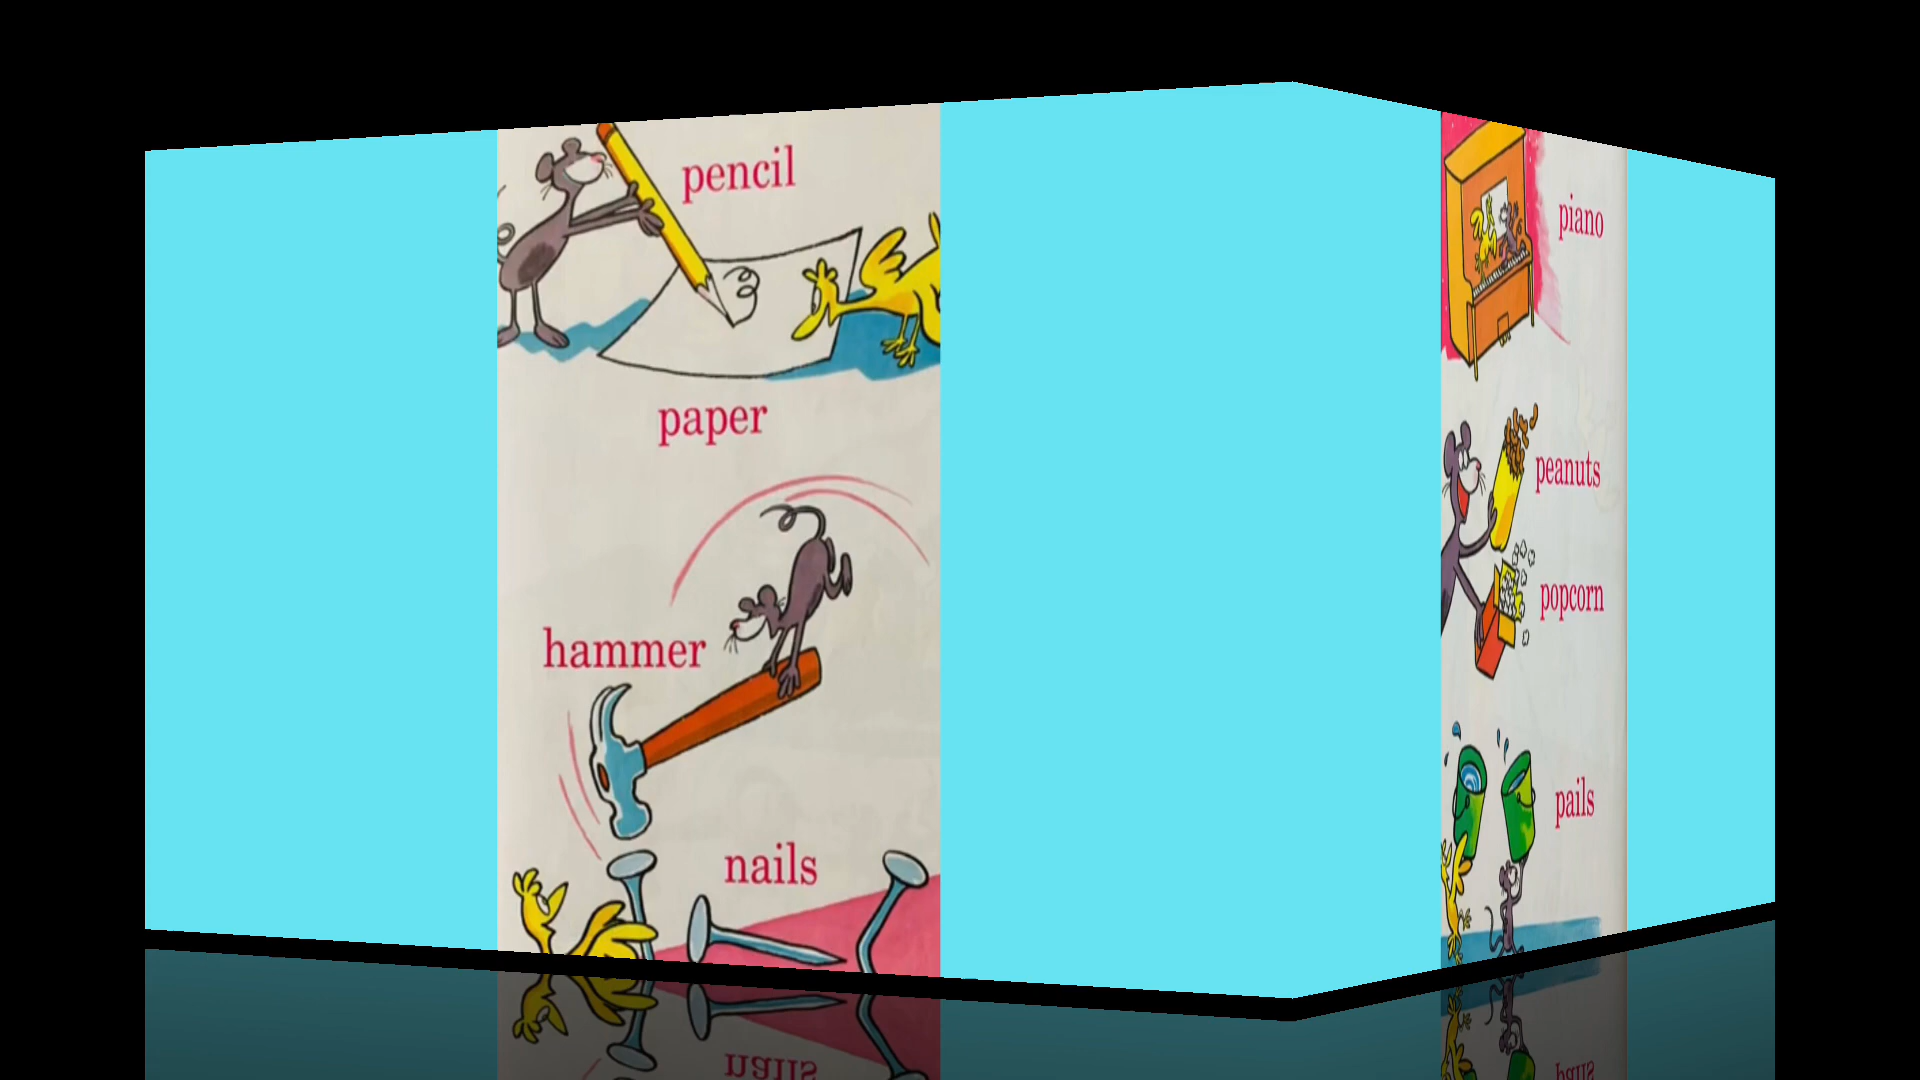 pencil
paper
hammer
nails
piano
peanuts
popcorn
pails